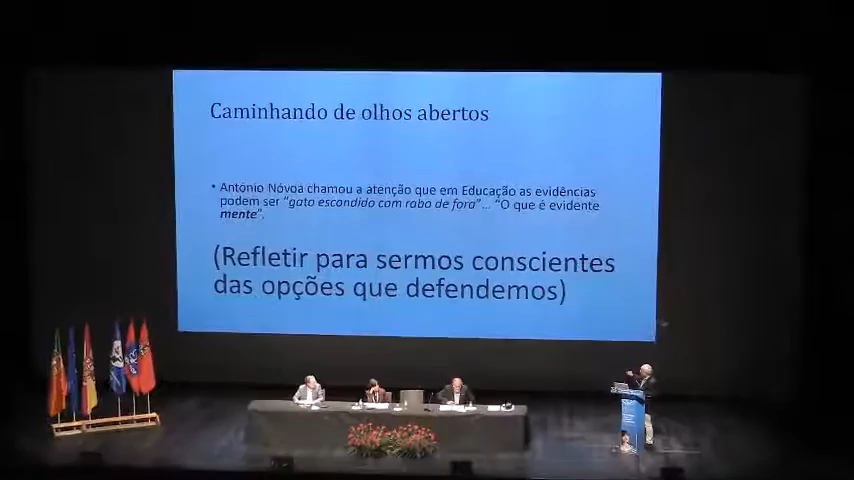 Caminhando de olhos abertos
• António Nóvoa chamou a atenção que em Educação as evidências
podem ser "gato escondido com rabo de fora"... "O que é evidente
mente".
(Refletir para sermos conscientes
das opções que defendemos)